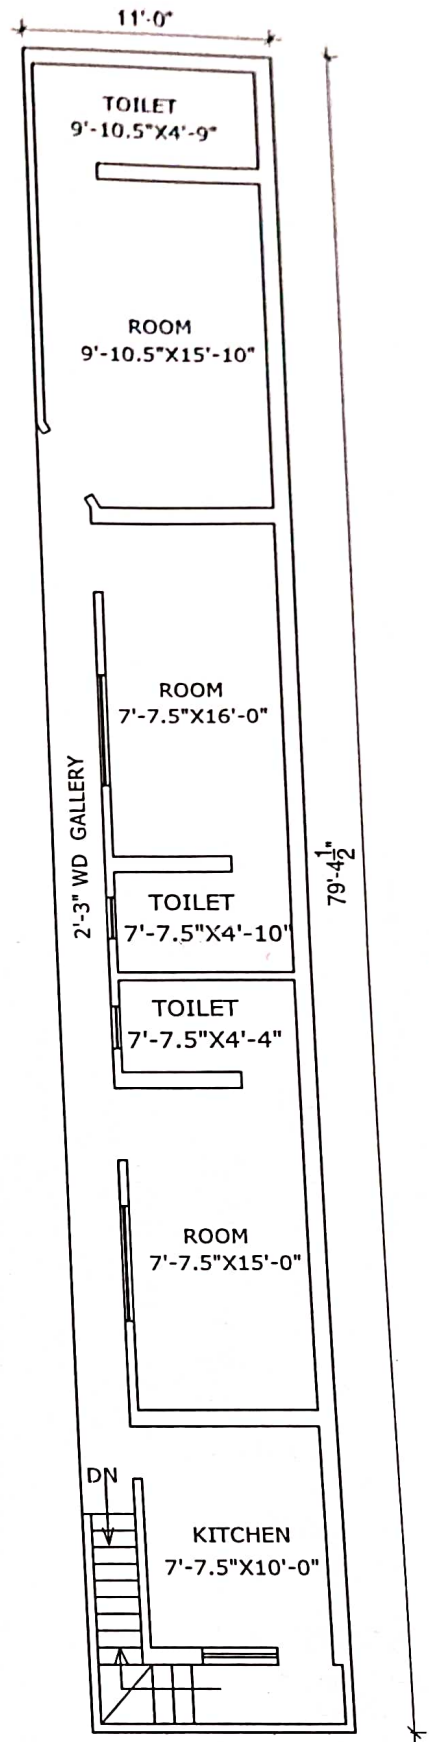 11'-0"
TOILET
9'-10.5"X4'-9"
ROOM
9'-10.5"X15'-10"
ROOM
7'-7.5"X16'-0"
2'-3" WD GALLERY
79'-4 1/2"
TOILET
7'-7.5"X4'-10"
TOILET
7'-7.5"X4'-4"
ROOM
7'-7.5"X15'-0"
DN
KITCHEN
7'-7.5"X10'-0"